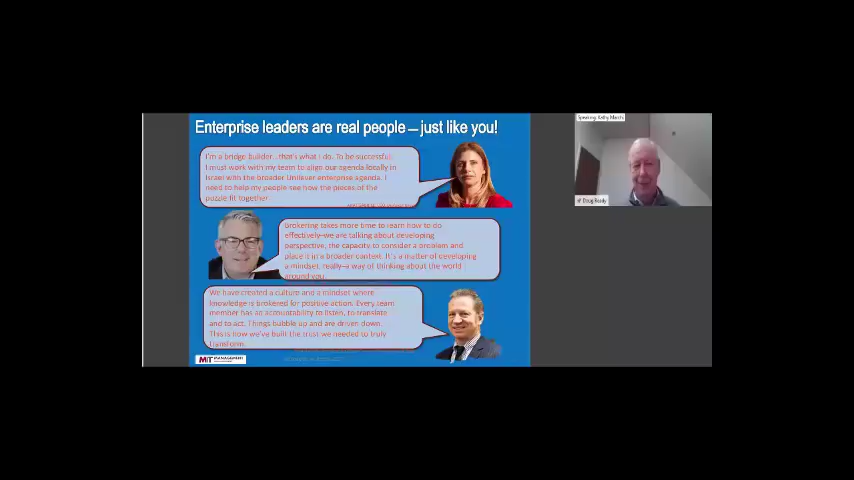 Enterprise leaders are real people – just like you!
Speaking: Kathy March
I'm a bridge builder...that's what I do. To be successful,
I must work with my team to align our agenda locally in
Israel with the broader Unilever enterprise agenda. I
need to help my people see how the pieces of the
puzzle fit together
Doug Ready
Brokering takes more time to learn how to do
effectively–we are talking about developing
perspective, the capacity to consider a problem and
place it in a broader context. It's a matter of developing
a mindset, really–a way of thinking about the world
around you.
We have created a culture and a mindset where
knowledge is brokered for positive action. Every team
member has an accountability to listen, to translate
and to act. Things bubble up and are driven down.
This is how we've built the trust we needed to truly
transform.
MIT MANAGEMENT